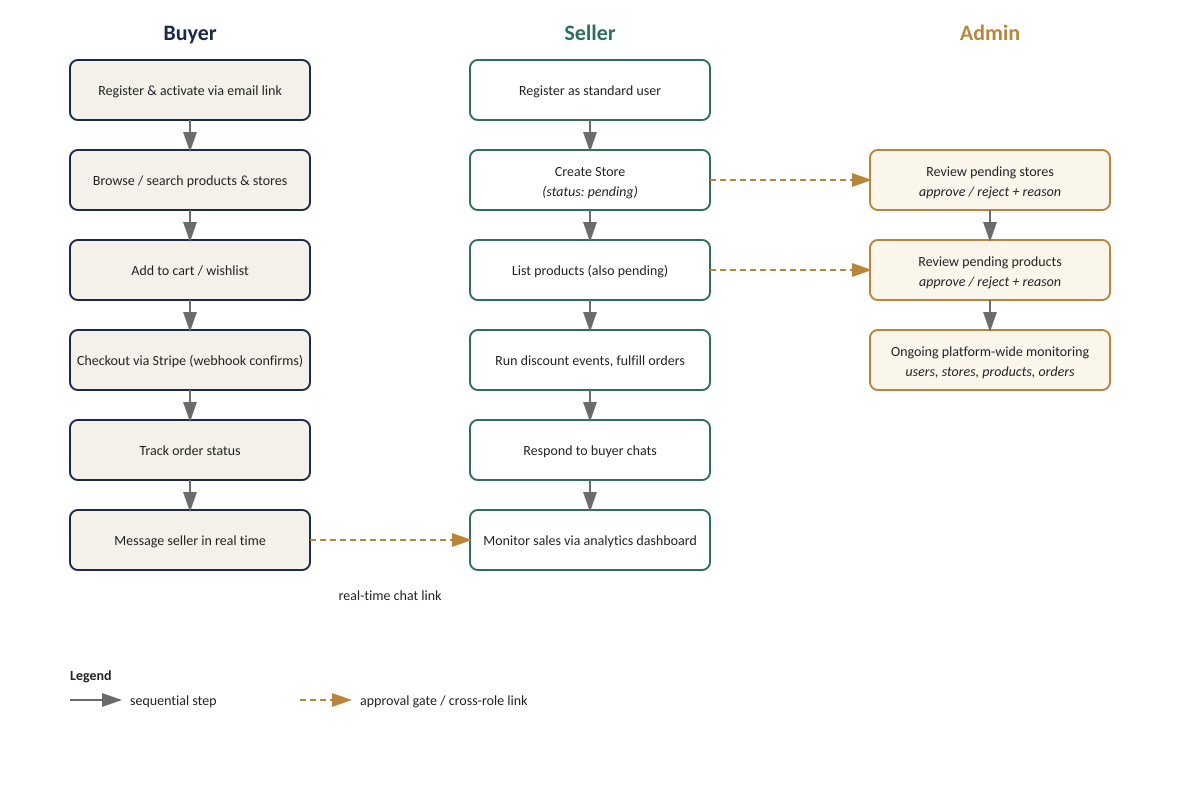 Buyer
Seller
Admin
Register & activate via email link
Register as standard user
Browse / search products & stores
Create Store
(status: pending)
Review pending stores
approve / reject + reason
Add to cart / wishlist
List products (also pending)
Review pending products
approve / reject + reason
Checkout via Stripe (webhook confirms)
Run discount events, fulfill orders
Ongoing platform-wide monitoring
users, stores, products, orders
Track order status
Respond to buyer chats
Message seller in real time
Monitor sales via analytics dashboard
real-time chat link
Legend
sequential step
approval gate / cross-role link